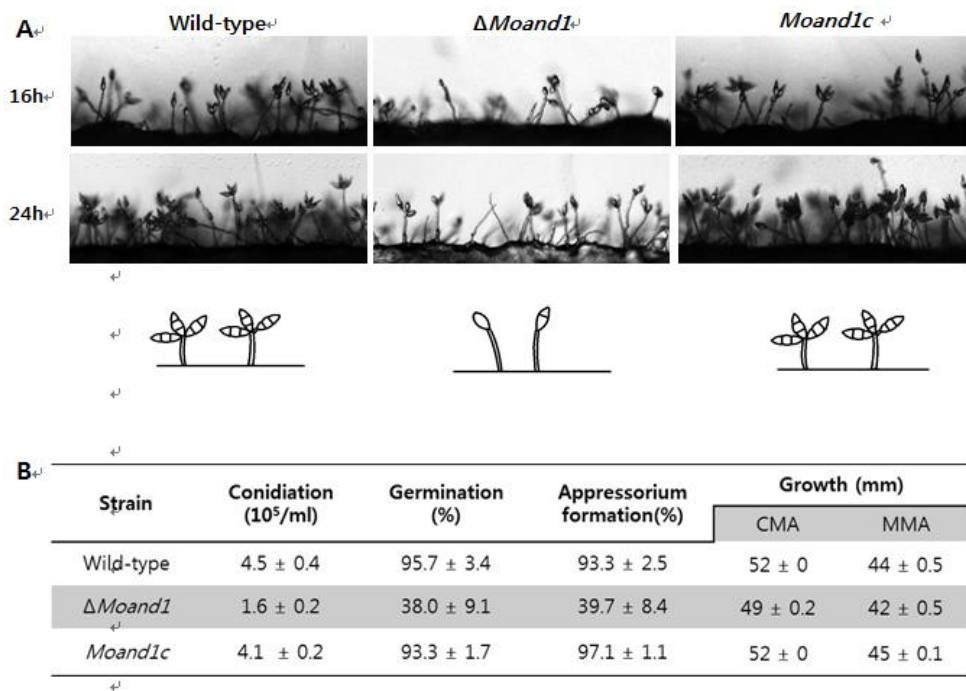 A Wild-type ΔMoand1 Moand1c
16h
24h
B
Strain Conidiation (10⁵/ml) Germination (%) Appressorium formation(%) Growth (mm)
CMA MMA
Wild-type 4.5 ± 0.4 95.7 ± 3.4 93.3 ± 2.5 52 ± 0 44 ± 0.5
ΔMoand1 1.6 ± 0.2 38.0 ± 9.1 39.7 ± 8.4 49 ± 0.2 42 ± 0.5
Moand1c 4.1 ± 0.2 93.3 ± 1.7 97.1 ± 1.1 52 ± 0 45 ± 0.1